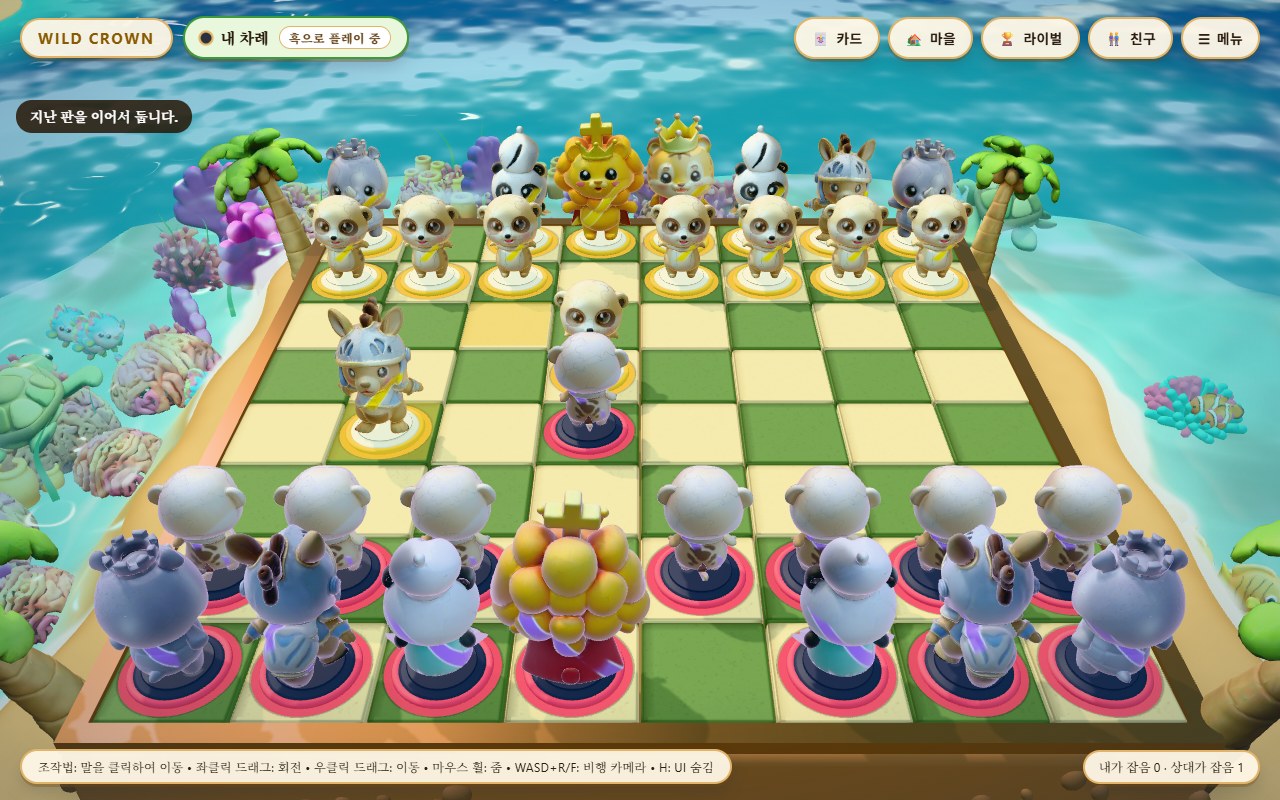 WILD CROWN
내 차례 흑으로 플레이 중
카드
마을
라이벌
친구
메뉴
지난 판을 이어서 둡니다.
조작법: 말을 클릭하여 이동 • 좌클릭 드래그: 회전 • 우클릭 드래그: 이동 • 마우스 휠: 줌 • WASD+R/F: 비행 카메라 • H: UI 숨김
내가 잡음 0 · 상대가 잡음 1